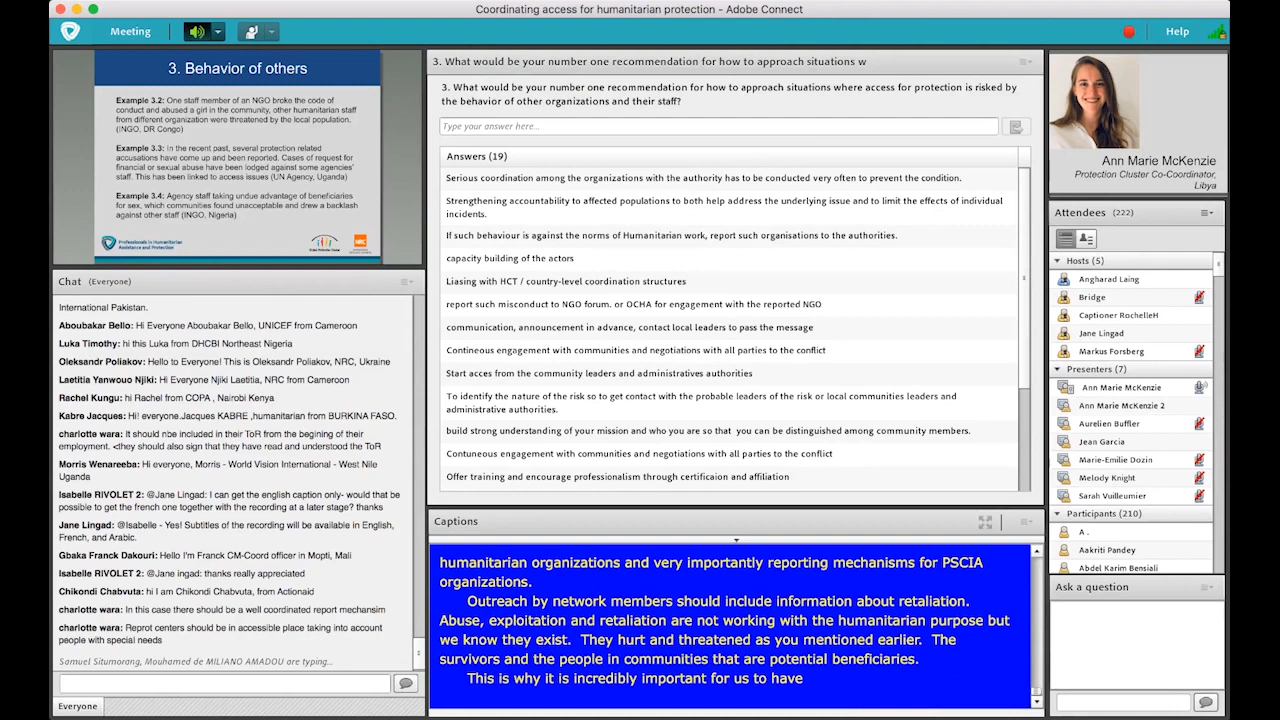 Coordinating access for humanitarian protection - Adobe Connect
Meeting
Help
3. Behavior of others
Example 3.2: One staff member of an NGO broke the code of
conduct and abused a girl in the community, other humanitarian staff
from different organization were threatened by the local population.
(INGO, DR Congo)
Example 3.3: In the recent past, several protection related
accusations have come up and been reported. Cases of request for
financial or sexual abuse have been lodged against some agencies'
staff. This has been linked to access issues (UN Agency, Uganda)
Example 3.4: Agency staff taking undue advantage of beneficiaries
for sex, which communities found unacceptable and drew a backlash
against other staff (INGO, Nigeria)
Professionals in Humanitarian
Assistance and Protection
NRC
Chat (Everyone)
International Pakistan.
Aboubakar Bello: Hi Everyone Aboubakar Bello, UNICEF from Cameroon
Luka Timothy: hi this Luka from DHCBI Northeast Nigeria
Oleksandr Poliakov: Hello to Everyone! This is Oleksandr Poliakov, NRC, Ukraine
Laetitia Yanwouo Njiki: Hi Everyone Njiki Laetitia, NRC from Cameroon
Rachel Kungu: hi Rachel from COPA , Nairobi Kenya
Kabre Jacques: Hi! everyone.Jacques KABRE ,humanitarian from BURKINA FASO.
charlotte wara: It should nbe included in their ToR from the begining of their
employment. <they should also sign that they have read and understood the ToR
Morris Wenareeba: Hi everyone, Morris - World Vision International - West Nile
Uganda
Isabelle RIVOLET 2: @Jane Lingad: I can get the english caption only- would that be
possible to get the french one together with the recording at a later stage? thanks
Jane Lingad: @Isabelle - Yes! Subtitles of the recording will be available in English,
French, and Arabic.
Gbaka Franck Dakouri: Hello I'm Franck CM-Coord officer in Mopti, Mali
Isabelle RIVOLET 2: @Jane ingad: thanks really appreciated
Chikondi Chabvuta: hi I am Chikondi Chabvuta, from Actionaid
charlotte wara: In this case there should be a well coordinated report mechansim
charlotte wara: Reprot centers should be in accessible place taking into account
people with special needs
Samuel Situmorang, Mouhamed de MILIANO AMADOU are typing...
Everyone
3. What would be your number one recommendation for how to approach situations w
3. What would be your number one recommendation for how to approach situations where access for protection is risked by
the behavior of other organizations and their staff?
Type your answer here...
Answers (19)
Serious coordination among the organizations with the authority has to be conducted very often to prevent the condition.
Strengthening accountability to affected populations to both help address the underlying issue and to limit the effects of individual
incidents.
If such behaviour is against the norms of Humanitarian work, report such organisations to the authorities.
capacity building of the actors
Liasing with HCT / country-level coordination structures
report such misconduct to NGO forum. or OCHA for engagement with the reported NGO
communication, announcement in advance, contact local leaders to pass the message
Contineous engagement with communities and negotiations with all parties to the conflict
Start acces from the community leaders and administratives authorities
To identify the nature of the risk so to get contact with the probable leaders of the risk or local communities leaders and
administrative authorities.
build strong understanding of your mission and who you are so that you can be distinguished among community members.
Contuneous engagement with communities and negotiations with all parties to the conflict
Offer training and encourage professionalism through certificaion and affiliation
Captions
humanitarian organizations and very importantly reporting mechanisms for PSCIA
organizations.
Outreach by network members should include information about retaliation.
Abuse, exploitation and retaliation are not working with the humanitarian purpose but
we know they exist. They hurt and threatened as you mentioned earlier. The
survivors and the people in communities that are potential beneficiaries.
This is why it is incredibly important for us to have
Ann Marie McKenzie
Protection Cluster Co-Coordinator,
Libya
Attendees (222)
Hosts (5)
Angharad Laing
Bridge
Captioner RochelleH
Jane Lingad
Markus Forsberg
Presenters (7)
Ann Marie McKenzie
Ann Marie McKenzie 2
Aurelien Buffler
Jean Garcia
Marie-Emilie Dozin
Melody Knight
Sarah Vuilleumier
Participants (210)
A .
Aakriti Pandey
Abdel Karim Bensiali
Ask a question